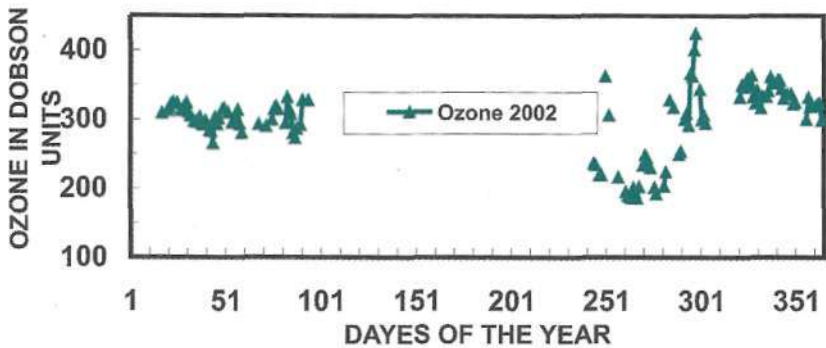 OZONE IN DOBSON
UNITS
400
300
200
100
Ozone 2002
1 51 101 151 201 251 301 351
DAYES OF THE YEAR